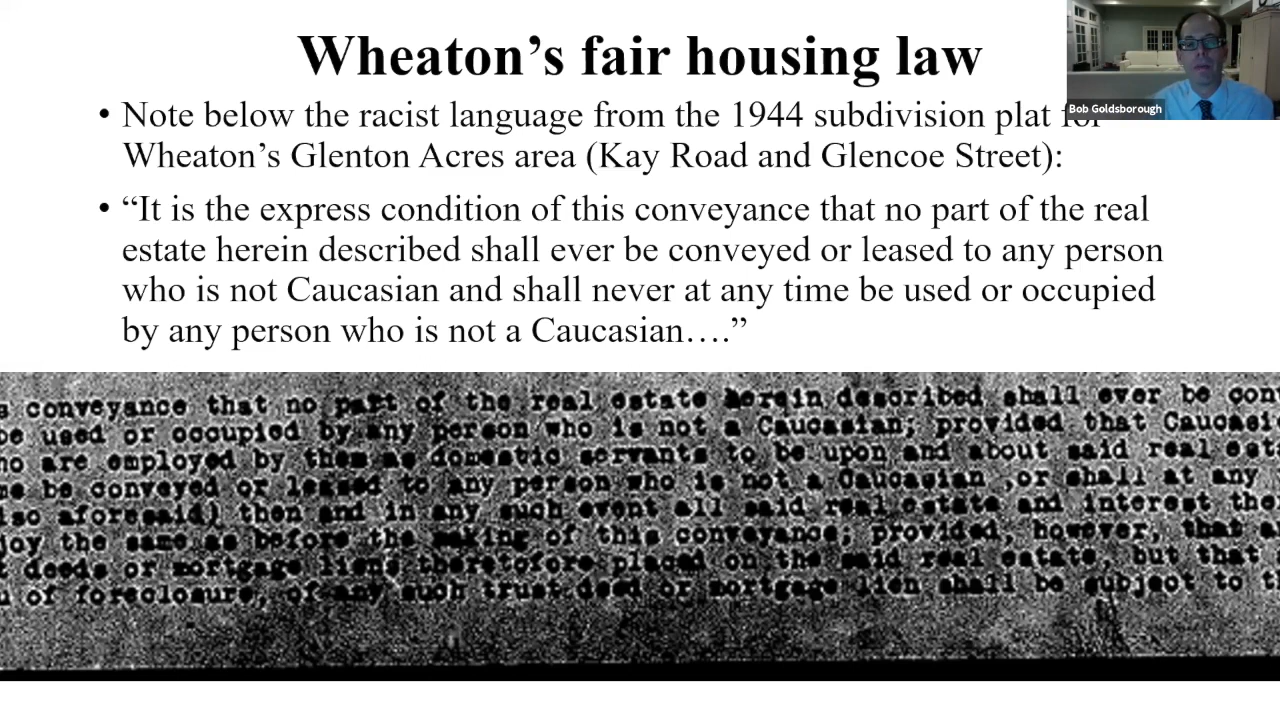 Wheaton’s fair housing law
Bob Goldsborough
• Note below the racist language from the 1944 subdivision plat for
Wheaton’s Glenton Acres area (Kay Road and Glencoe Street):
• “It is the express condition of this conveyance that no part of the real
estate herein described shall ever be conveyed or leased to any person
who is not Caucasian and shall never at any time be used or occupied
by any person who is not a Caucasian….”
conveyance that no part of the real estate herein described shall ever be con
be used or occupied by any person who is not a Caucasian; provided that Caucasi
ho are employed by them as domestic servants to be upon and about said real est
me be conveyed or leased to any person who is not a Caucasian ,or shall at any
so aforesaid) then and in any such event all said real estate and interest the
joy the same as before the making of this conveyance; provided, however, that a
deeds or mortgage liens theretofore placed on the said real estate, but that
of foreclosure, of any such trust deed or mortgage lien shall be subject to t